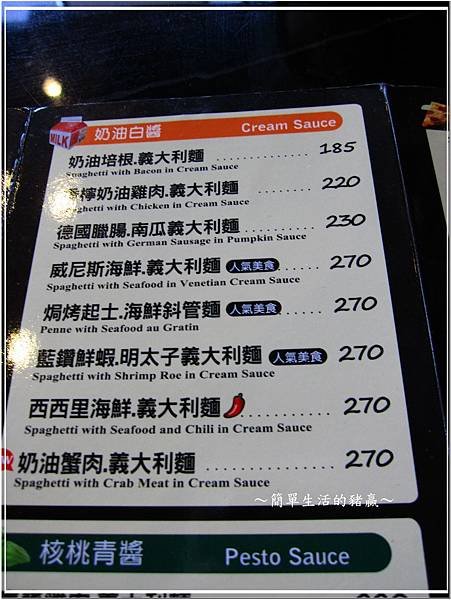 MILK
奶油白醬 Cream Sauce
奶油培根.義大利麵 .............. 185
Spaghetti with Bacon in Cream Sauce
檸奶油雞肉.義大利麵 ......... 220
Spaghetti with Chicken in Cream Sauce
德國臘腸.南瓜義大利麵 ......... 230
Spaghetti with German Sausage in Pumpkin Sauce
威尼斯海鮮.義大利麵 人氣美食 ..... 270
Spaghetti with Seafood in Venetian Cream Sauce
焗烤起士.海鮮斜管麵 人氣美食 ..... 270
Penne with Seafood au Gratin
藍鑽鮮蝦.明太子義大利麵 人氣美食 270
Spaghetti with Shrimp Roe in Cream Sauce
西西里海鮮.義大利麵 ............ 270
Spaghetti with Seafood and Chili in Cream Sauce
奶油蟹肉.義大利麵 ................ 270
Spaghetti with Crab Meat in Cream Sauce
～簡單生活的豬贏～
核桃青醬 Pesto Sauce